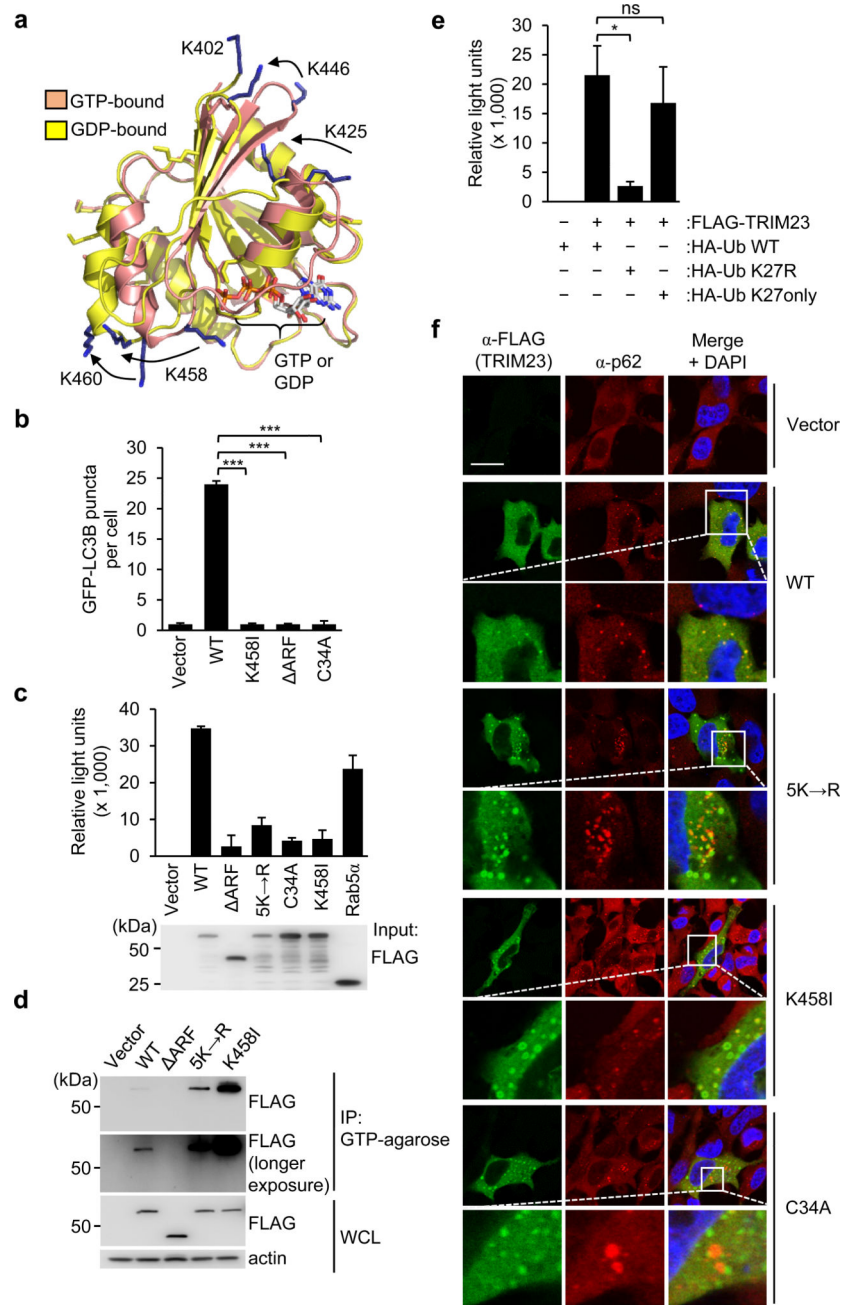 a
K402
K446
GTP-bound
GDP-bound
K425
K460
K458
GTP or
GDP
b
GFP-LC3B puncta
per cell
30
25
20
15
10
5
0
***
***
***
Vector
WT
K458I
ΔARF
C34A
c
Relative light units
(x 1,000)
40
30
20
10
0
Vector
WT
ΔARF
5K→R
C34A
K458I
Rab5α
(kDa)
50
25
Input:
FLAG
d
Vector
WT
ΔARF
5K→R
K458I
(kDa)
50
FLAG
50
FLAG
(longer
exposure)
IP:
GTP-agarose
50
FLAG
actin
WCL
e
Relative light units
(x 1,000)
30
25
20
15
10
5
0
ns
*
– + + + :FLAG-TRIM23
+ + – – :HA-Ub WT
– – + – :HA-Ub K27R
– – – + :HA-Ub K27only
f
α-FLAG
(TRIM23)
α-p62
Merge
+ DAPI
Vector
WT
5K→R
K458I
C34A